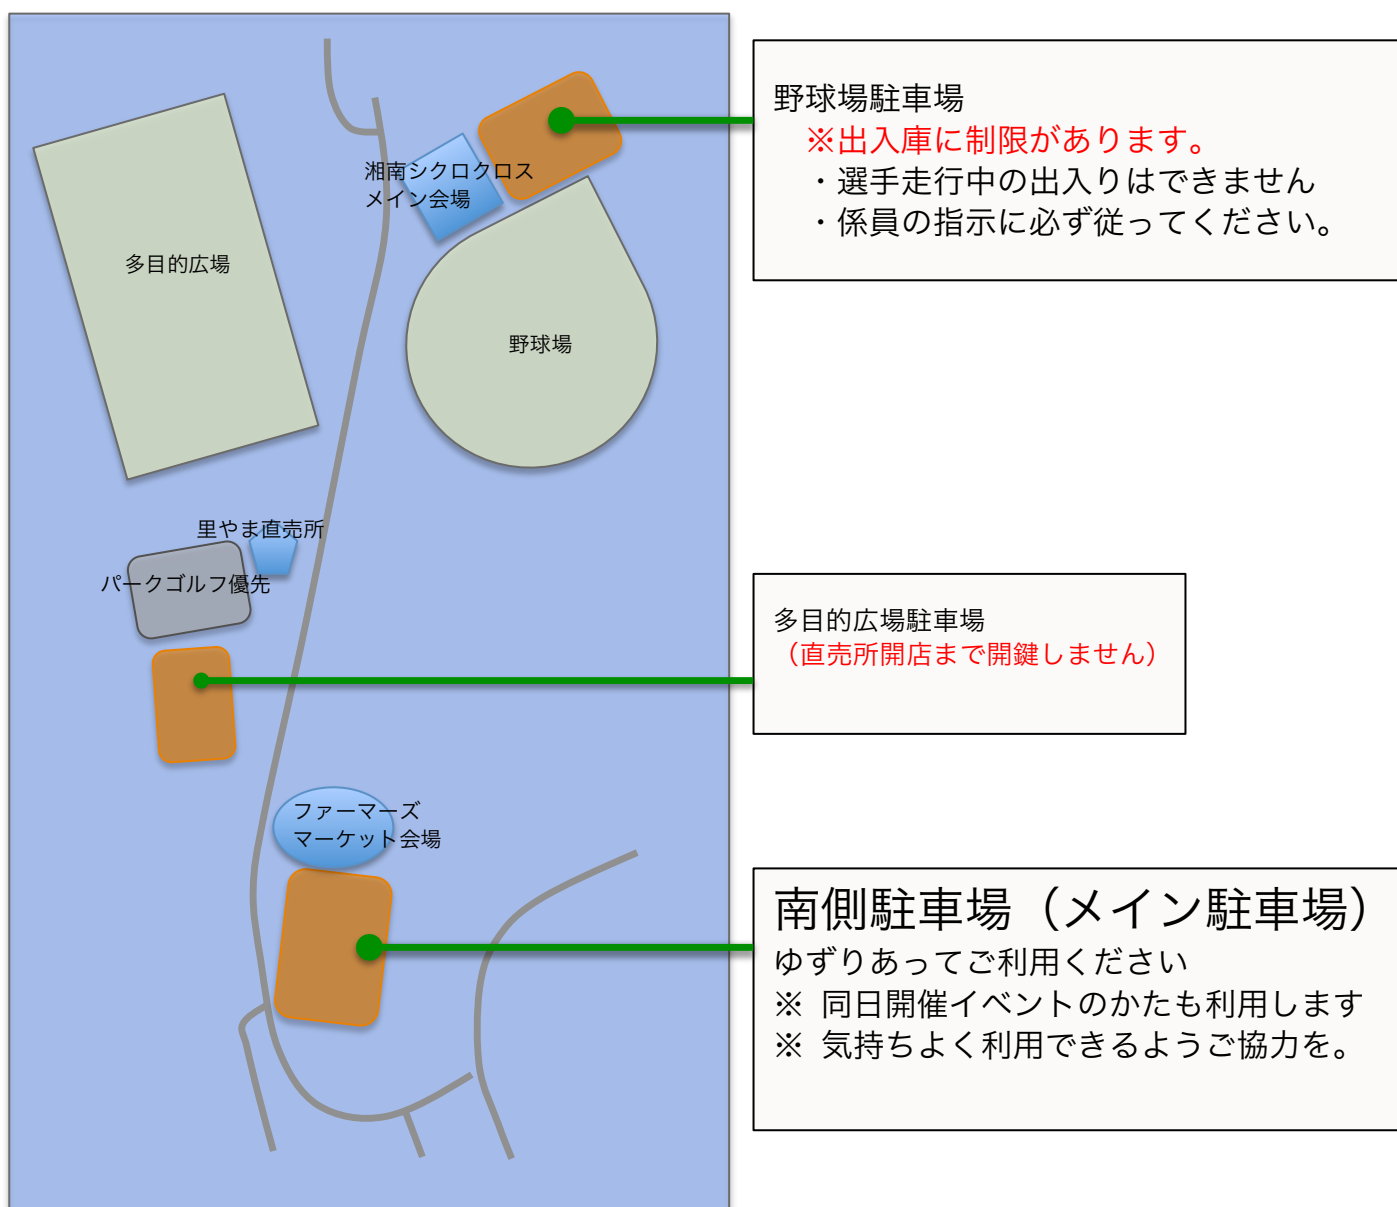 野球場駐車場
※出入庫に制限があります。
・選手走行中の出入りはできません
・係員の指示に必ず従ってください。
湘南シクロクロス
メイン会場
多目的広場
野球場
里やま直売所
パークゴルフ優先
多目的広場駐車場
（直売所開店まで開鍵しません）
ファーマーズ
マーケット会場
南側駐車場（メイン駐車場）
ゆずりあってご利用ください
※ 同日開催イベントのかたも利用します
※ 気持ちよく利用できるようご協力を。